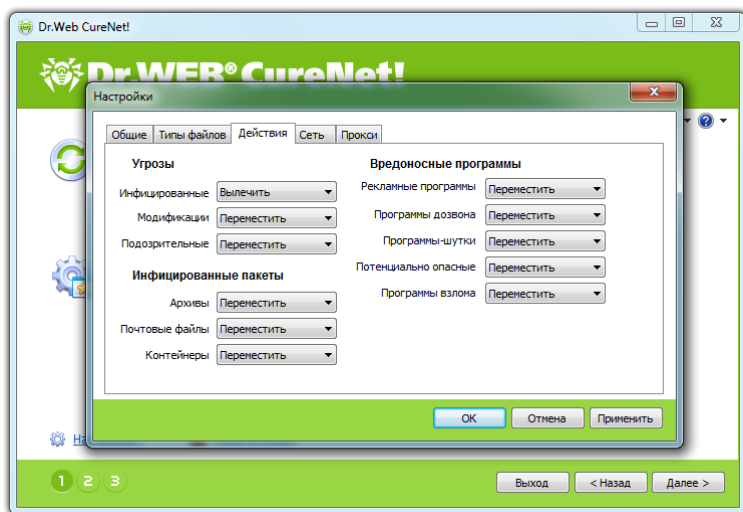 Dr.Web CureNet!
Dr.WEB® CureNet!
Настройки
Общие Типы файлов Действия Сеть Прокси
Угрозы
Инфицированные Вылечить
Модификации Переместить
Подозрительные Переместить
Инфицированные пакеты
Архивы Переместить
Почтовые файлы Переместить
Контейнеры Переместить
Вредоносные программы
Рекламные программы Переместить
Программы дозвона Переместить
Программы-шутки Переместить
Потенциально опасные Переместить
Программы взлома Переместить
OK Отмена Применить
1 2 3
Выход < Назад Далее >